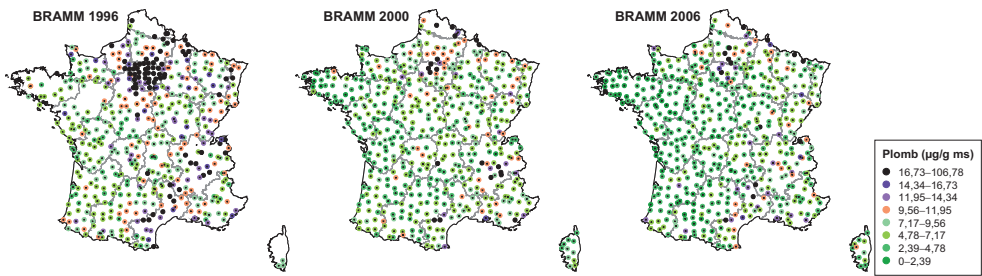 BRAMM 1996
BRAMM 2000
BRAMM 2006
Plomb (µg/g ms)
16,73–106,78
14,34–16,73
11,95–14,34
9,56–11,95
7,17–9,56
4,78–7,17
2,39–4,78
0–2,39